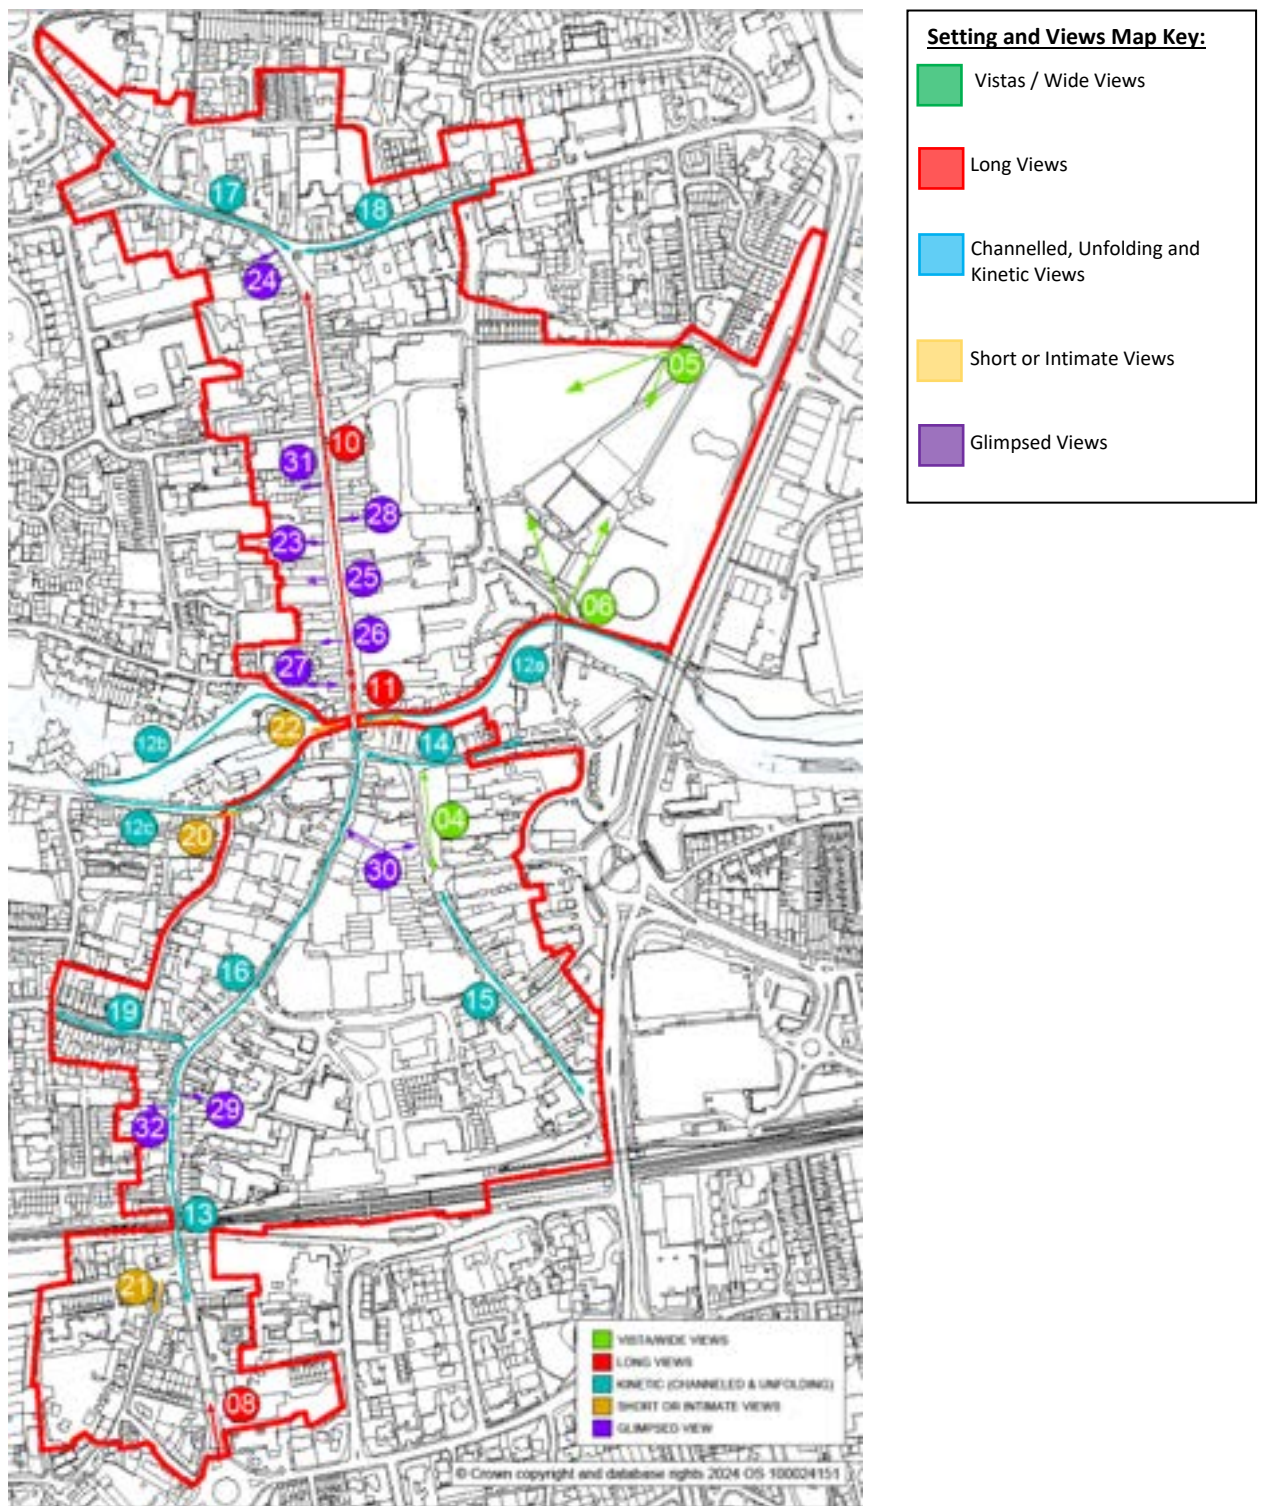 Setting and Views Map Key:
Vistas / Wide Views
Long Views
Channelled, Unfolding and
Kinetic Views
Short or Intimate Views
Glimpsed Views
17
18
24
05
10
31
28
23
25
06
26
27
12a
11
22
14
12b
04
12c
20
30
16
15
19
29
32
13
21
08
VISTA/WIDE VIEWS
LONG VIEWS
KINETIC (CHANNELED & UNFOLDING)
SHORT OR INTIMATE VIEWS
GLIMPSED VIEW
© Crown copyright and database rights 2024 OS 100024151